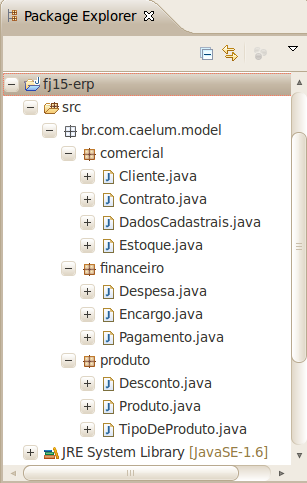 Package Explorer
fj15-erp
src
br.com.caelum.model
comercial
Cliente.java
Contrato.java
DadosCadastrais.java
Estoque.java
financeiro
Despesa.java
Encargo.java
Pagamento.java
produto
Desconto.java
Produto.java
TipoDeProduto.java
JRE System Library [JavaSE-1.6]